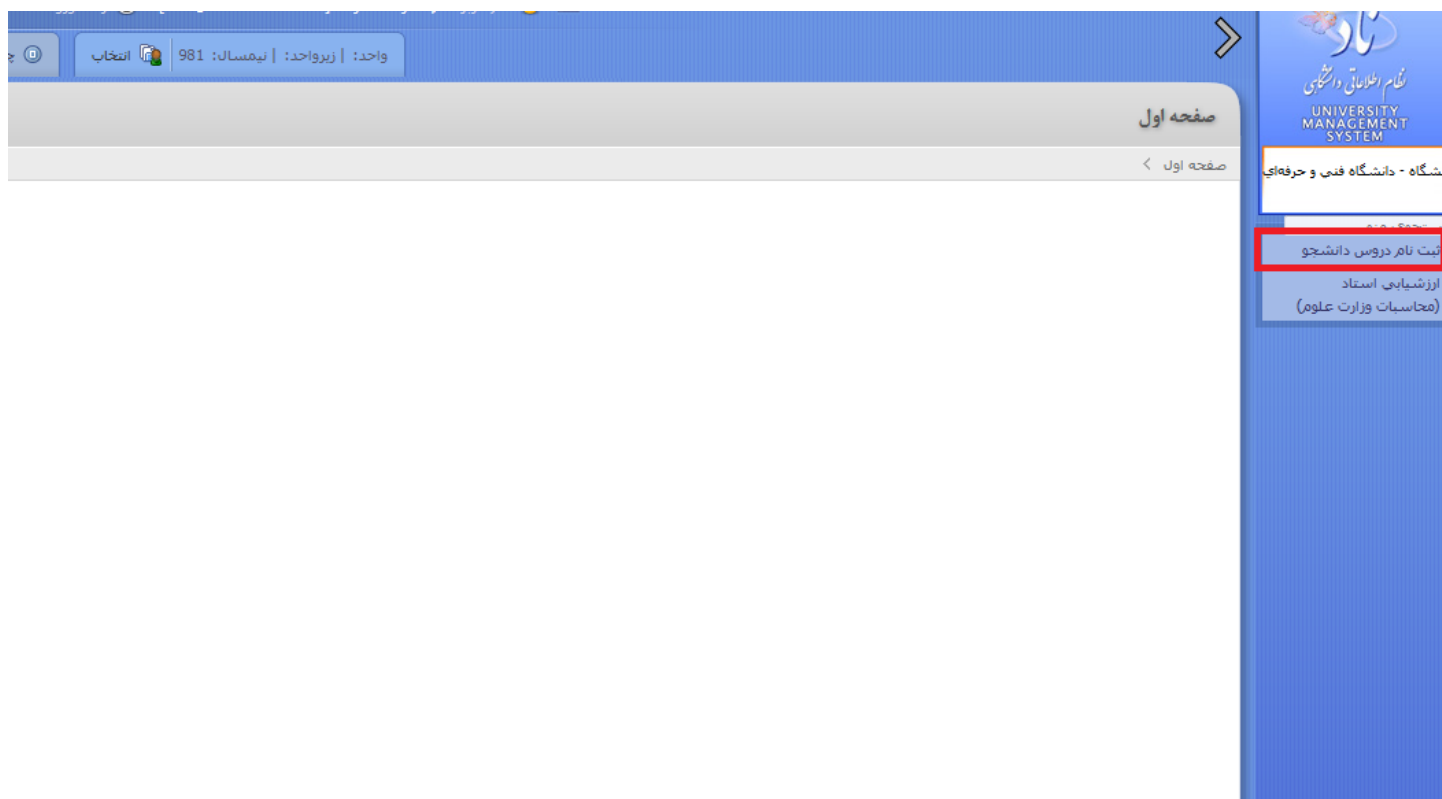 واحد: | زیرواحد: | نیمسال: 981
انتخاب
صفحه اول
صفحه اول >
ناد
نظام اطلاعاتی دانشگاهی
UNIVERSITY
MANAGEMENT
SYSTEM
دانشگاه فنی و حرفه‌ای
ثبت نام دروس دانشجو
ارزشیابی استاد
(محاسبات وزارت علوم)